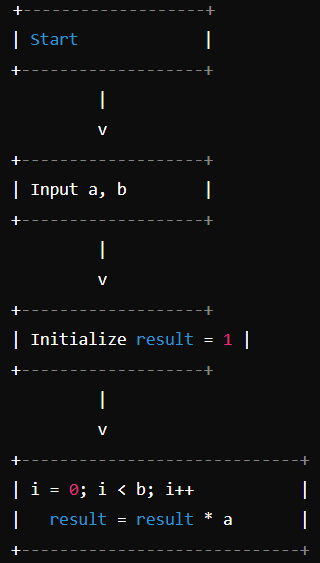 +-------------------+
| Start             |
+-------------------+
         |
         v
+-------------------+
| Input a, b        |
+-------------------+
         |
         v
+-------------------+
| Initialize result = 1 |
+-------------------+
         |
         v
+-----------------------------+
| i = 0; i < b; i++           |
|   result = result * a       |
+-----------------------------+